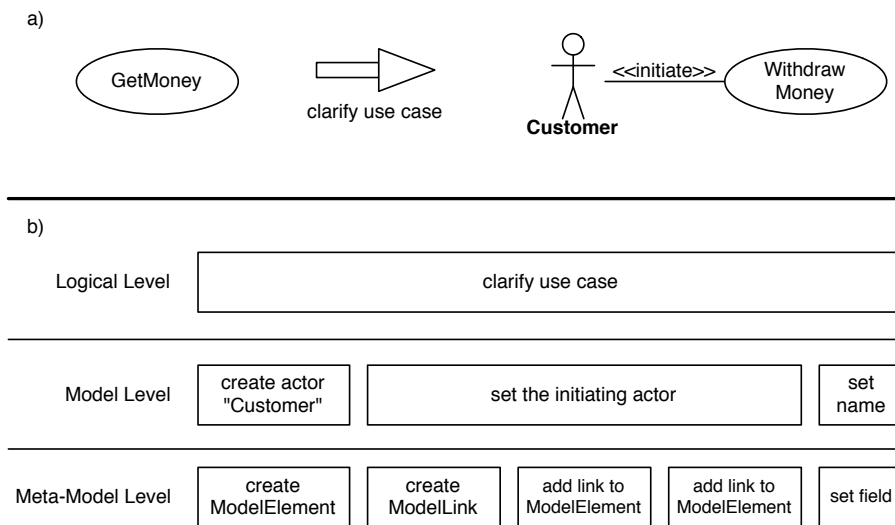 a)
GetMoney
clarify use case
<<initiate>>
Customer
Withdraw
Money
b)
Logical Level
clarify use case
Model Level
create actor
"Customer"
set the initiating actor
set
name
Meta-Model Level
create
ModelElement
create
ModelLink
add link to
ModelElement
add link to
ModelElement
set field